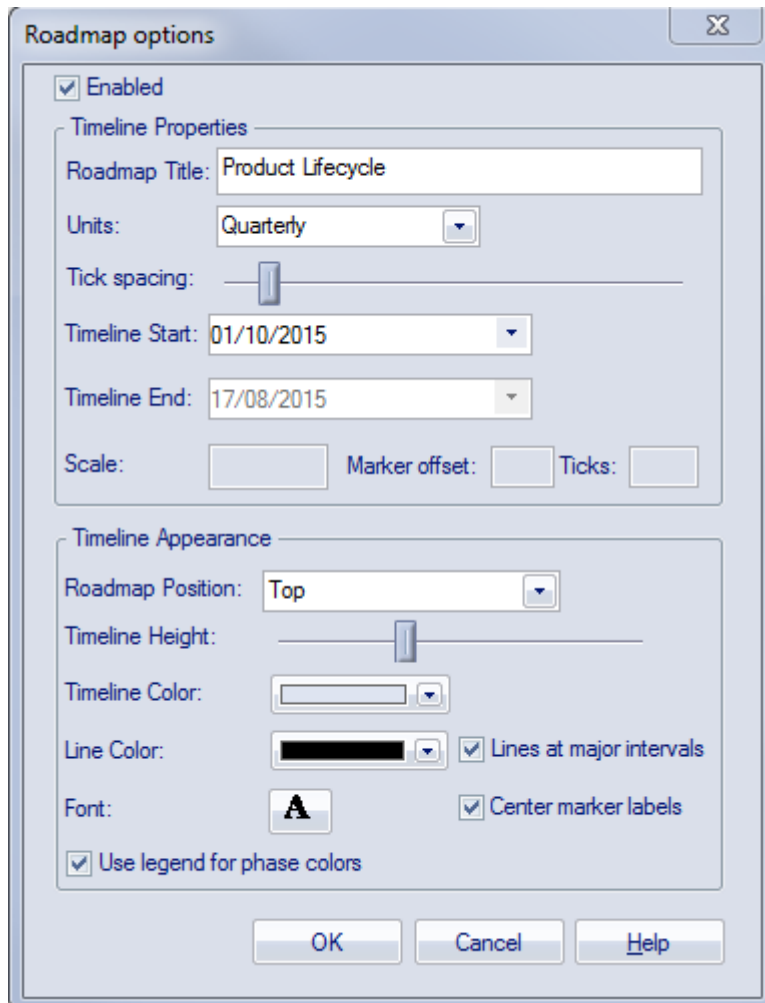 Roadmap options
Enabled
Timeline Properties
Roadmap Title: Product Lifecycle
Units: Quarterly
Tick spacing:
Timeline Start: 01/10/2015
Timeline End: 17/08/2015
Scale: Marker offset: Ticks:
Timeline Appearance
Roadmap Position: Top
Timeline Height:
Timeline Color:
Line Color: Lines at major intervals
Font: A Center marker labels
Use legend for phase colors
OK Cancel Help